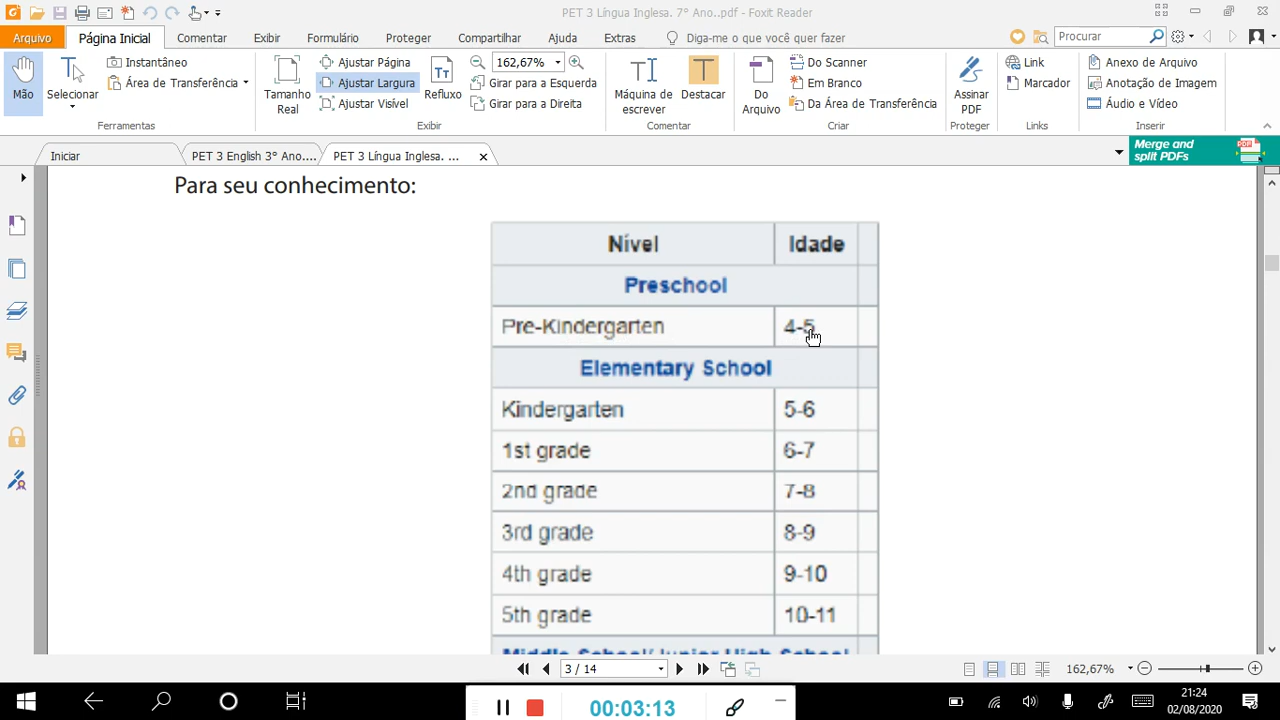 PET 3 Língua Inglesa. 7° Ano..pdf - Foxit Reader
Arquivo
Página Inicial
Comentar
Exibir
Formulário
Proteger
Compartilhar
Ajuda
Extras
Diga-me o que você quer fazer
Procurar
Mão
Selecionar
Instantâneo
Área de Transferência
Ferramentas
Tamanho
Real
Ajustar Página
Ajustar Largura
Ajustar Visível
Refluxo
162,67%
Girar para a Esquerda
Girar para a Direita
Exibir
Máquina de
escrever
Destacar
Comentar
Do
Arquivo
Do Scanner
Em Branco
Da Área de Transferência
Criar
Assinar
PDF
Proteger
Link
Marcador
Links
Anexo de Arquivo
Anotação de Imagem
Áudio e Vídeo
Inserir
Iniciar
PET 3 English 3° Ano....
PET 3 Língua Inglesa. ...
Merge and
split PDFs
Para seu conhecimento:
Nível Idade
Preschool
Pre-Kindergarten 4-5
Elementary School
Kindergarten 5-6
1st grade 6-7
2nd grade 7-8
3rd grade 8-9
4th grade 9-10
5th grade 10-11
Middle School/Junior High School
3 / 14
162,67%
00:03:13
21:24
02/08/2020